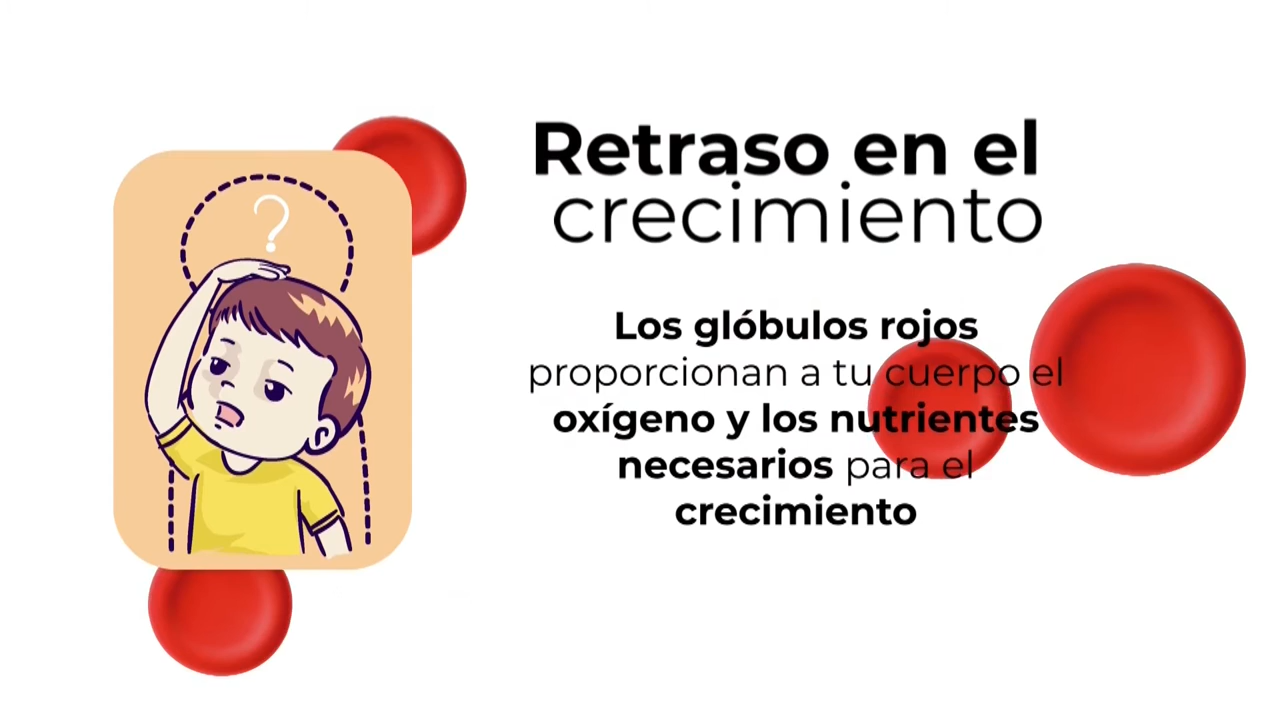 ?
Retraso en el
crecimiento
Los glóbulos rojos
proporcionan a tu cuerpo el
oxígeno y los nutrientes
necesarios para el
crecimiento